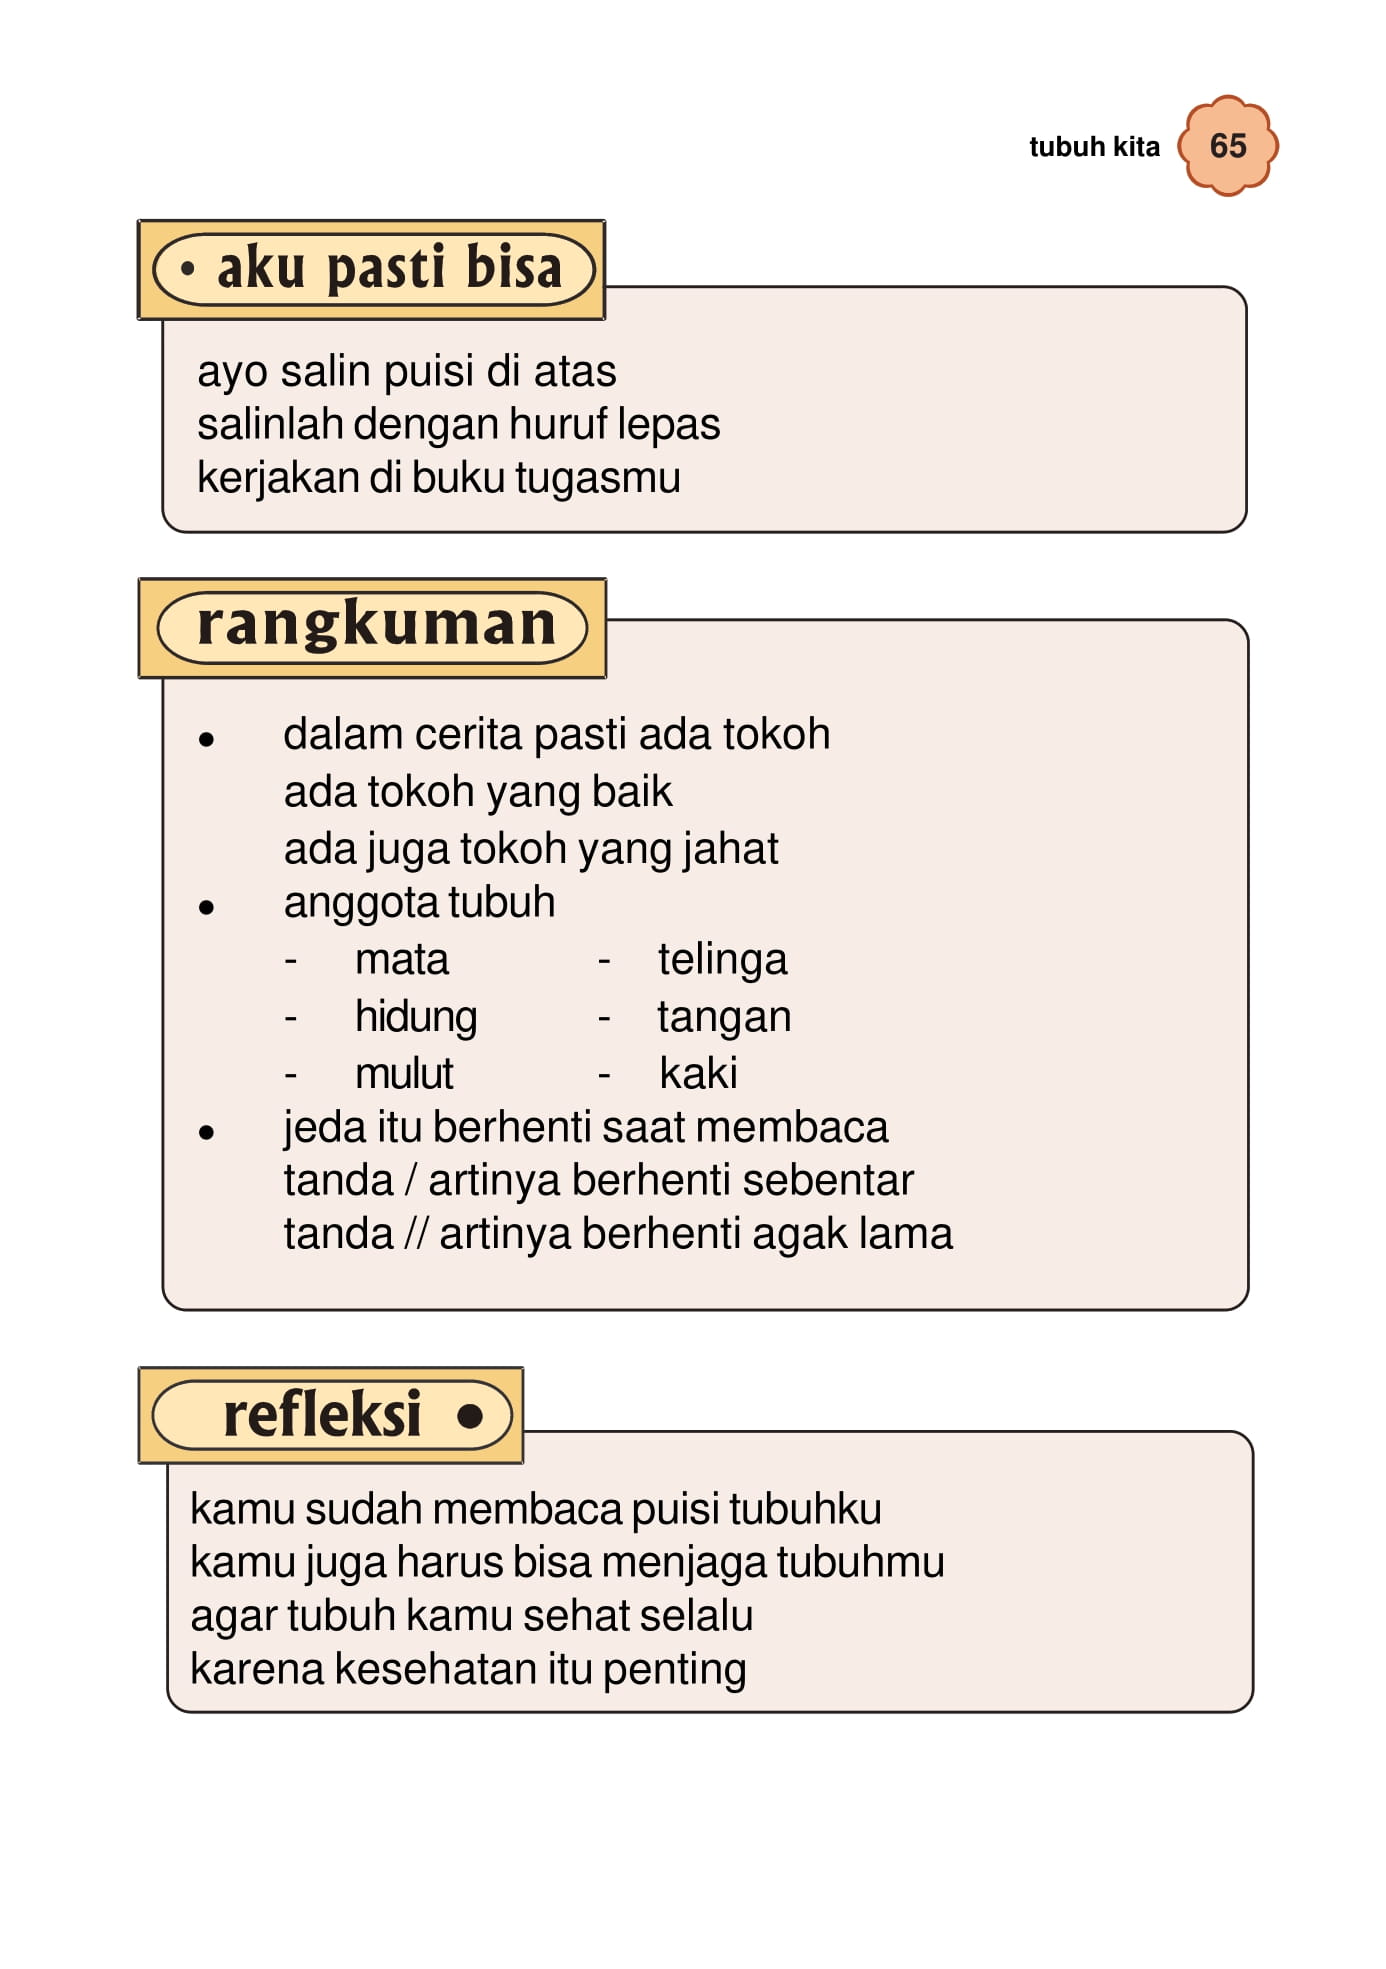 tubuh kita 65
• aku pasti bisa
ayo salin puisi di atas
salinlah dengan huruf lepas
kerjakan di buku tugasmu
rangkuman
• dalam cerita pasti ada tokoh
ada tokoh yang baik
ada juga tokoh yang jahat
• anggota tubuh
- mata - telinga
- hidung - tangan
- mulut - kaki
• jeda itu berhenti saat membaca
tanda / artinya berhenti sebentar
tanda // artinya berhenti agak lama
refleksi •
kamu sudah membaca puisi tubuhku
kamu juga harus bisa menjaga tubuhmu
agar tubuh kamu sehat selalu
karena kesehatan itu penting